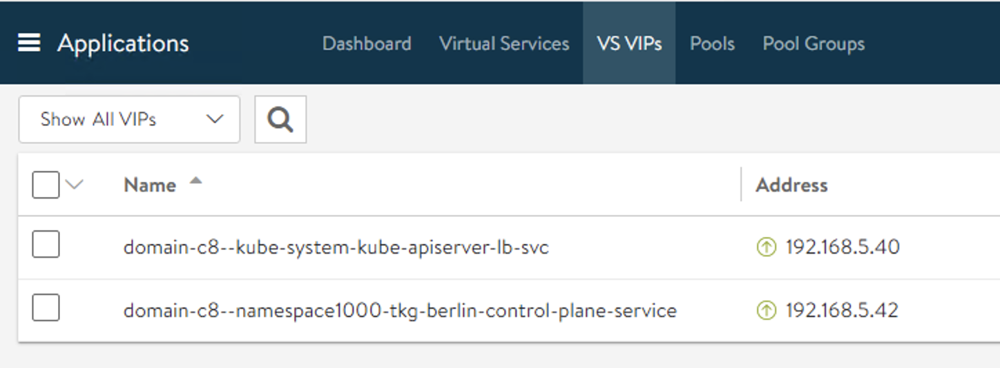 Applications Dashboard Virtual Services VS VIPs Pools Pool Groups
Show All VIPs
Name Address
domain-c8--kube-system-kube-apiserver-lb-svc 192.168.5.40
domain-c8--namespace1000-tkg-berlin-control-plane-service 192.168.5.42